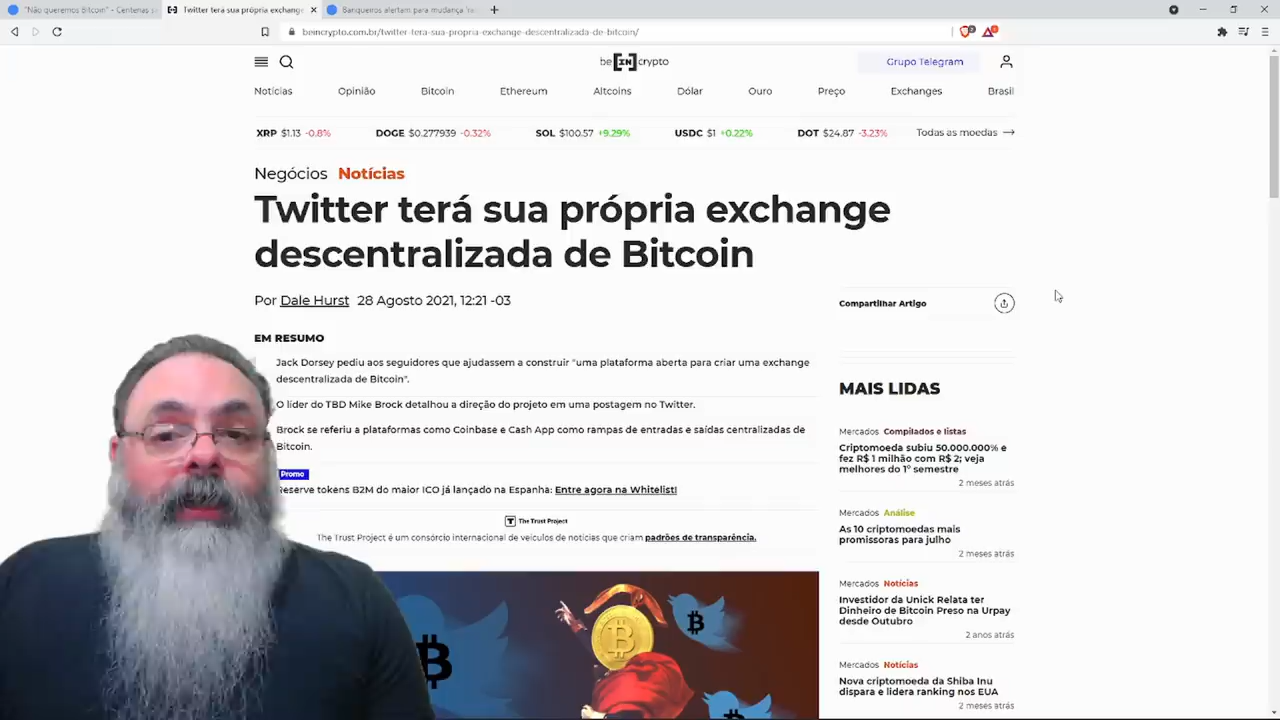 "Não queremos Bitcoin" - Centenas se
Twitter terá sua própria exchange
Banqueiros alertam para mudança
beincrypto.com.br/twitter-tera-sua-propria-exchange-descentralizada-de-bitcoin/
be[IN]crypto
Grupo Telegram
Notícias Opinião Bitcoin Ethereum Altcoins Dólar Ouro Preço Exchanges Brasil
XRP $1.13 -0.8% DOGE $0.277939 -0.32% SOL $100.57 +9.29% USDC $1 +0.22% DOT $24.87 -3.23% Todas as moedas →
Negócios Notícias
Twitter terá sua própria exchange
descentralizada de Bitcoin
Por Dale Hurst 28 Agosto 2021, 12:21 -03
Compartilhar Artigo
EM RESUMO
Jack Dorsey pediu aos seguidores que ajudassem a construir "uma plataforma aberta para criar uma exchange
descentralizada de Bitcoin".
O líder do TBD Mike Brock detalhou a direção do projeto em uma postagem no Twitter.
Brock se referiu a plataformas como Coinbase e Cash App como rampas de entradas e saídas centralizadas de
Bitcoin.
Promo
Reserve tokens B2M do maior ICO já lançado na Espanha: Entre agora na Whitelist!
The Trust Project
The Trust Project é um consórcio internacional de veículos de notícias que criam padrões de transparência.
MAIS LIDAS
Mercados Compilados e listas
Criptomoeda subiu 50.000.000% e
fez R$ 1 milhão com R$ 2; veja
melhores do 1º semestre
2 meses atrás
Mercados Análise
As 10 criptomoedas mais
promissoras para julho
2 meses atrás
Mercados Notícias
Investidor da Unick Relata ter
Dinheiro de Bitcoin Preso na Urpay
desde Outubro
2 anos atrás
Mercados Notícias
Nova criptomoeda da Shiba Inu
dispara e lidera ranking nos EUA
2 meses atrás